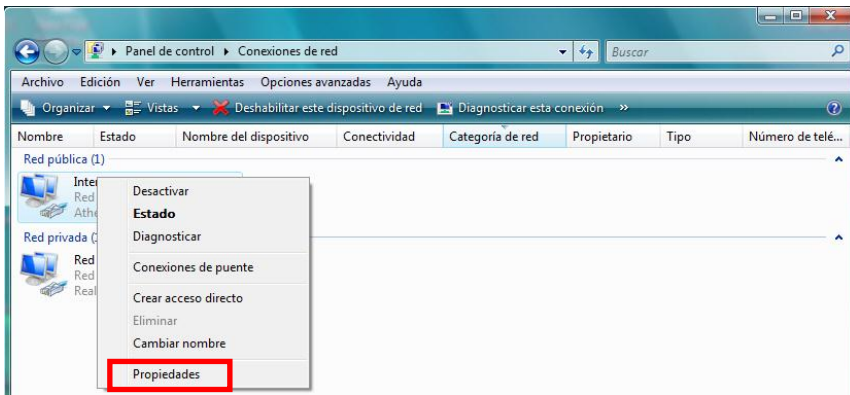 Panel de control Conexiones de red Buscar
Archivo Edición Ver Herramientas Opciones avanzadas Ayuda
Organizar Vistas Deshabilitar este dispositivo de red Diagnosticar esta conexión »
Nombre Estado Nombre del dispositivo Conectividad Categoría de red Propietario Tipo Número de telé...
Red pública (1)
Inte
Red
Athe
Red privada (
Red
Red
Real
Desactivar
Estado
Diagnosticar
Conexiones de puente
Crear acceso directo
Eliminar
Cambiar nombre
Propiedades